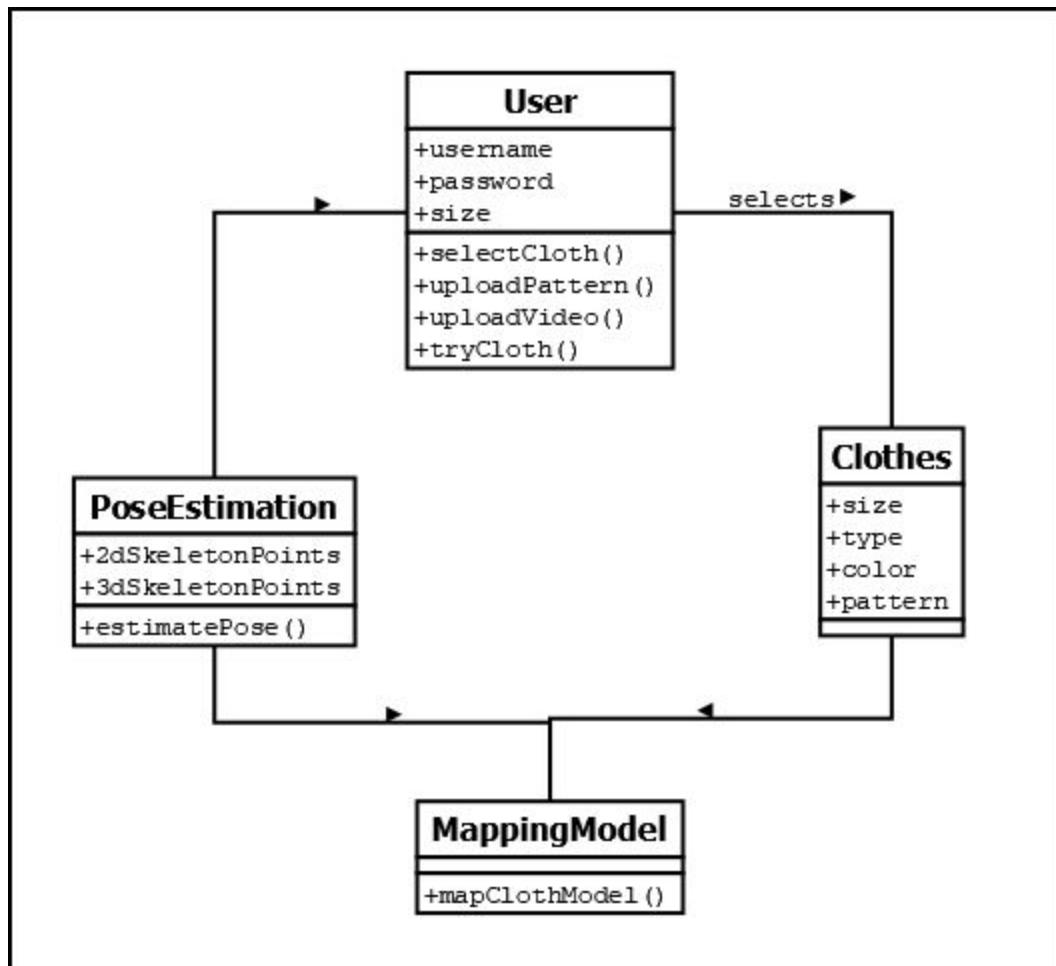 User
+username
+password
+size
selects
+selectCloth()
+uploadPattern()
+uploadVideo()
+tryCloth()
Clothes
+size
+type
+color
+pattern
PoseEstimation
+2dSkeletonPoints
+3dSkeletonPoints
+estimatePose()
MappingModel
+mapClothModel()